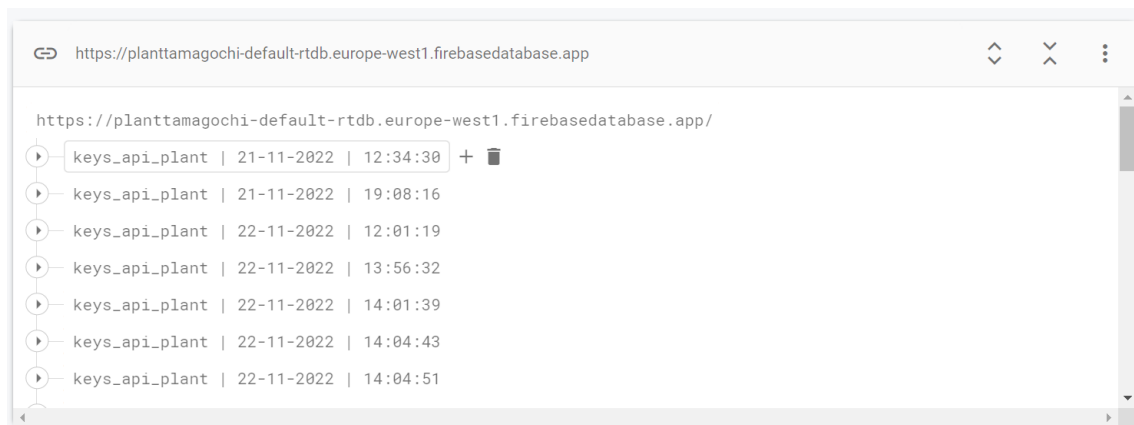 https://planttamagochi-default-rtdb.europe-west1.firebasedatabase.app
https://planttamagochi-default-rtdb.europe-west1.firebasedatabase.app/
keys_api_plant | 21-11-2022 | 12:34:30
keys_api_plant | 21-11-2022 | 19:08:16
keys_api_plant | 22-11-2022 | 12:01:19
keys_api_plant | 22-11-2022 | 13:56:32
keys_api_plant | 22-11-2022 | 14:01:39
keys_api_plant | 22-11-2022 | 14:04:43
keys_api_plant | 22-11-2022 | 14:04:51